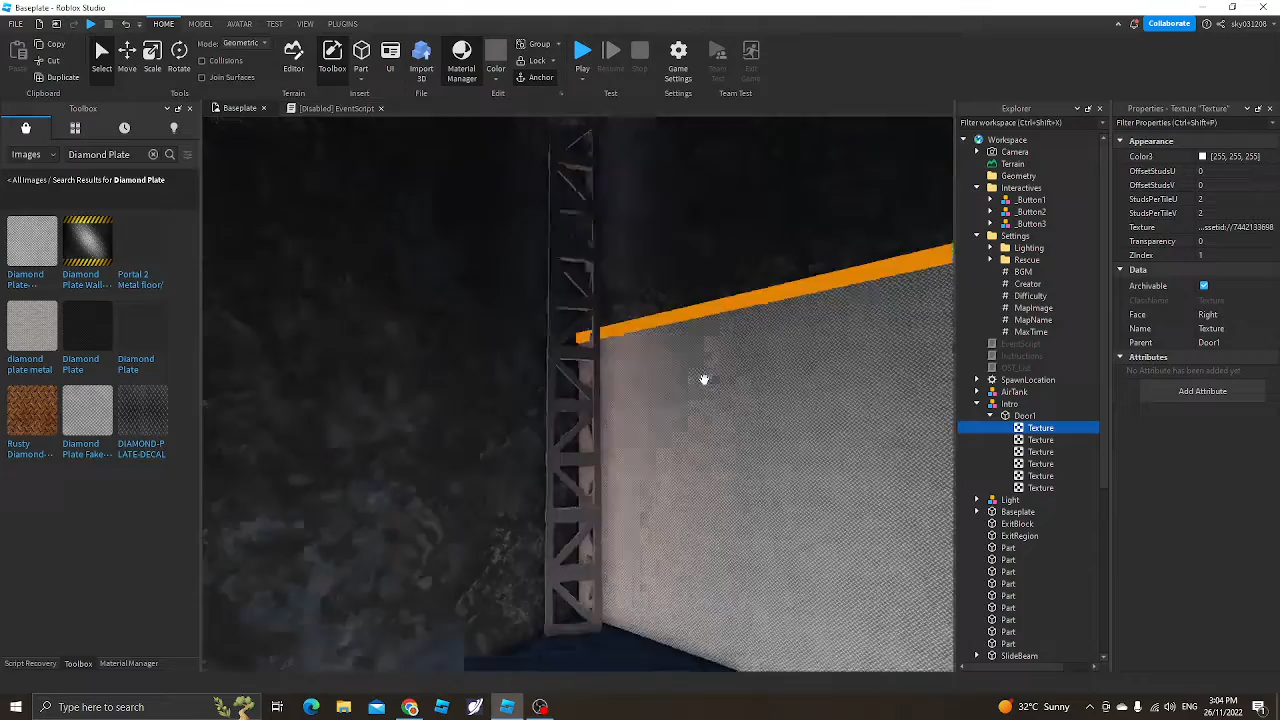 Baseplate - Roblox Studio
FILE
HOME
MODEL
AVATAR
TEST
VIEW
PLUGINS
Collaborate
sky031206
Paste
Copy
Cut
Duplicate
Clipboard
Select
Move
Scale
Rotate
Mode: Geometric
Collisions
Join Surfaces
Tools
Editor
Terrain
Toolbox
Part
UI
Insert
Import 3D
File
Material Manager
Color
Group
Lock
Anchor
Edit
Play
Resume
Stop
Test
Game Settings
Settings
Team Test
Exit Game
Team Test
Toolbox
Baseplate
[Disabled] EventScript
Images
Diamond Plate
<All Images / Search Results for Diamond Plate
Diamond
Diamond Plate Wall-...
Portal 2 Metal floor/
diamond plate metal
Diamond Plate
Diamond Plate
Rusty Diamond-...
Diamond Plate Fake-...
DIAMOND-P LATE-DECAL
Script Recovery
Toolbox
Material Manager
Explorer
Filter workspace (Ctrl+Shift+X)
Workspace
Camera
Terrain
Geometry
Interactives
_Button1
_Button2
_Button3
Settings
Lighting
Rescue
BGM
Creator
Difficulty
MapImage
MapName
MaxTime
EventScript
Instructions
OST_List
SpawnLocation
AirTank
Intro
Door1
Texture
Texture
Texture
Texture
Texture
Texture
Light
Baseplate
ExitBlock
ExitRegion
Part
Part
Part
Part
Part
Part
Part
Part
Part
SlideBeam
Properties - Texture "Texture"
Filter Properties (Ctrl+Shift+P)
Appearance
Color3 [255, 255, 255]
OffsetStudsU 0
OffsetStudsV 0
StudsPerTileU 2
StudsPerTileV 2
Texture ...ssetid://7442133998
Transparency 0
ZIndex 1
Data
Archivable
ClassName Texture
Face Right
Name Texture
Parent Door1
Attributes
No Attribute has been added yet
Add Attribute
Type here to search
32°C Sunny
3:04 PM
26/11/2022